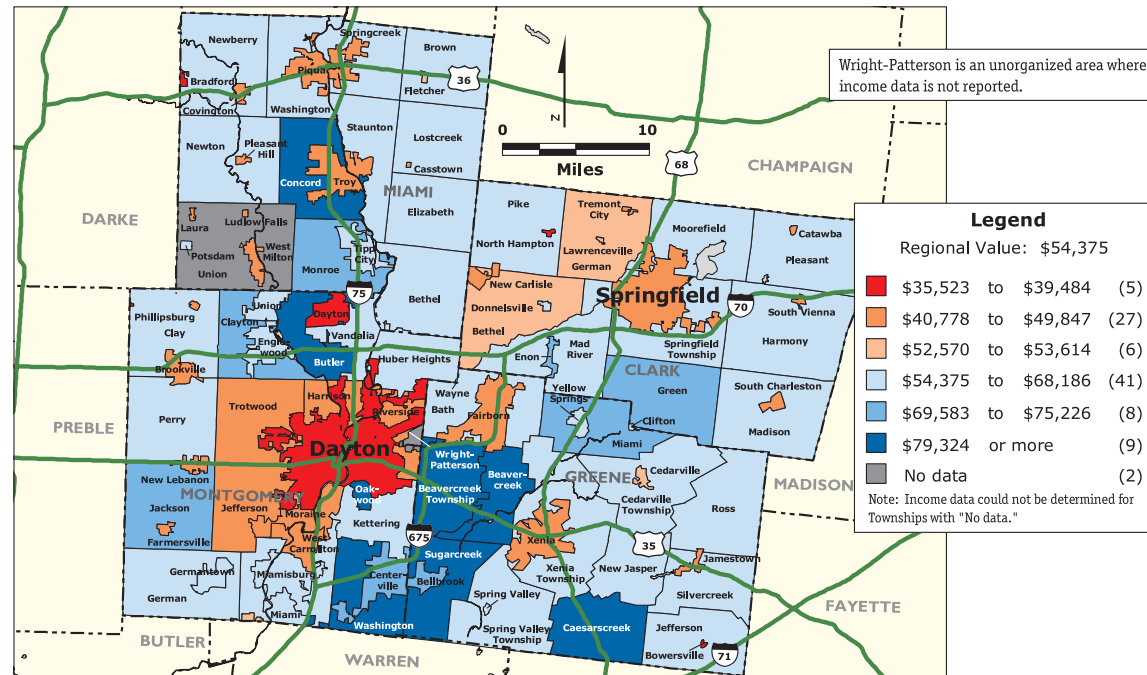 Springcreek
Newberry
Brown
Piqua
36
Bradford
Fletcher
Covington
Washington
Wright-Patterson is an unorganized area where
income data is not reported.
N
0 10
Miles
Staunton
Lostcreek
Newton
Pleasant
Hill
Casstown
68
CHAMPAIGN
Concord
Troy
MIAMI
DARKE
Elizabeth
Pike
Tremont
City
Moorefield
Catawba
Laura
Ludlow Falls
North Hampton
Lawrenceville
German
Pleasant
West
Milton
Potsdam
Union
Tipp
City
Monroe
New Carlisle
Springfield
75
70
Bethel
Donnelsville
Bethel
South Vienna
Phillipsburg
Clay
Union
Clayton
Dayton
Vandalia
Engle-
wood
Butler
Huber Heights
Enon
Mad
River
Springfield
Township
Harmony
Brookville
CLARK
Wayne
Bath
Yellow
Springs
Green
South Charleston
Trotwood
Harrison
Riverside
Fairborn
Clifton
Perry
Miami
Madison
PREBLE
Dayton
Wright-
Patterson
Beaver-
creek
GREENE
Cedarville
MADISON
New Lebanon
Oak-
wood
Beavercreek
Township
Cedarville
Township
MONTGOMERY
Jackson
Jefferson
Moraine
Kettering
Ross
Farmersville
West
Carrollton
675
Xenia
35
Jamestown
Sugarcreek
Germantown
Miamisburg
Center-
ville
Bellbrook
Xenia
Township
New Jasper
German
Spring Valley
Silvercreek
Miami
Washington
Spring Valley
Township
Caesarscreek
Jefferson
FAYETTE
Bowersville
71
BUTLER
WARREN
Legend
Regional Value: $54,375
$35,523 to $39,484 (5)
$40,778 to $49,847 (27)
$52,570 to $53,614 (6)
$54,375 to $68,186 (41)
$69,583 to $75,226 (8)
$79,324 or more (9)
No data (2)
Note: Income data could not be determined for
Townships with "No data."